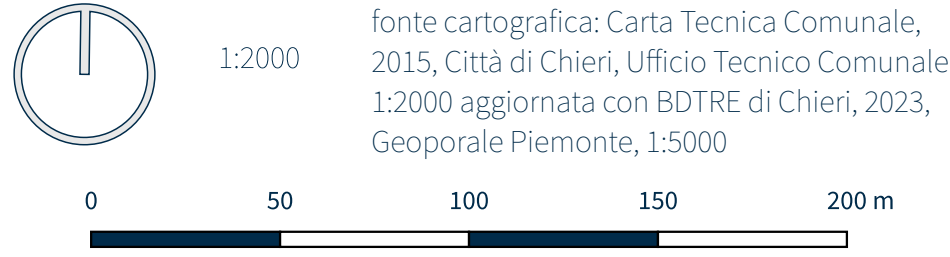 1:2000
fonte cartografica: Carta Tecnica Comunale,
2015, Città di Chieri, Ufficio Tecnico Comunale
1:2000 aggiornata con BDTRE di Chieri, 2023,
Geoporale Piemonte, 1:5000
0 50 100 150 200 m